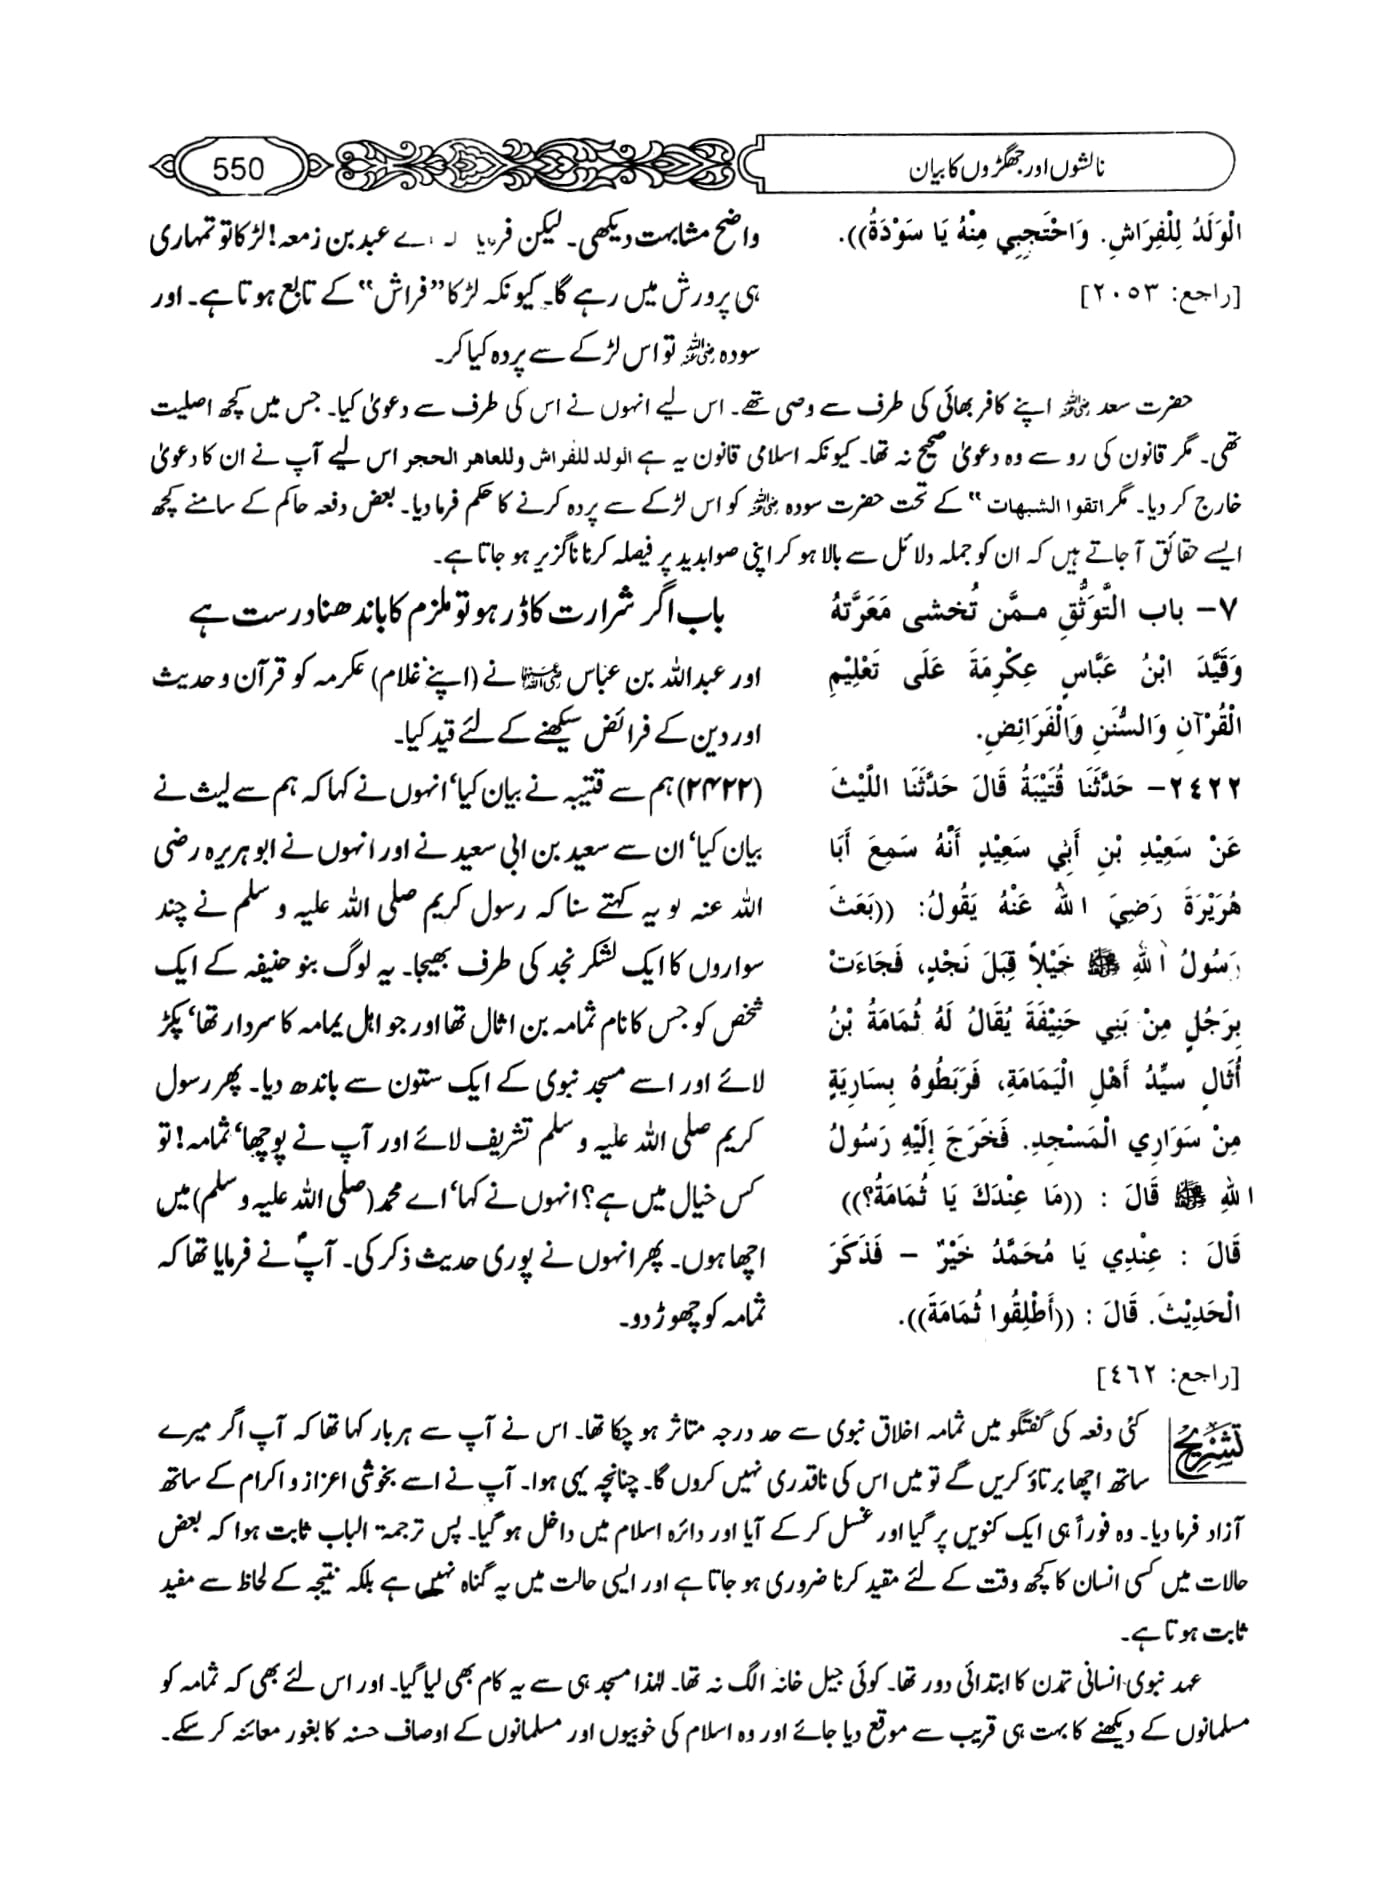 نالشوں اور جھگڑوں کا بیان
550
الْوَلَدُ لِلْفِرَاشِ. وَاحْتَجِبِي مِنْهُ يَا سَوْدَةُ)).
[راجع: ٢٠٥٣]
واضح مشابہت دیکھی۔ لیکن فرمایا اے عبد بن زمعہ! لڑکا تو تمہاری
ہی پرورش میں رہے گا۔ کیونکہ لڑکا "فراش" کے تابع ہوتا ہے۔ اور
سودہ رضی اللہ عنہا تو اس لڑکے سے پردہ کیا کر۔
حضرت سعد رضی اللہ عنہ اپنے کافر بھائی کی طرف سے وصی تھے۔ اس لیے انہوں نے اس کی طرف سے دعویٰ کیا۔ جس میں کچھ اصلیت
تھی۔ مگر قانون کی رو سے وہ دعویٰ صحیح نہ تھا۔ کیونکہ اسلامی قانون یہ ہے الولد للفراش وللعاهر الحجر اس لیے آپ نے ان کا دعویٰ
خارج کر دیا۔ مگر اتقوا الشبهات" کے تحت حضرت سودہ رضی اللہ عنہا کو اس لڑکے سے پردہ کرنے کا حکم فرما دیا۔ بعض دفعہ حاکم کے سامنے کچھ
ایسے حقائق آ جاتے ہیں کہ ان کو جملہ دلائل سے بالا ہو کر اپنی صوابدید پر فیصلہ کرنا ناگزیر ہو جاتا ہے۔
٧- باب التَّوَثُّقِ مِمَّن تُخشى مَعَرَّتهُ
وَقَيَّدَ ابْنُ عَبَّاسٍ عِكْرِمَةَ عَلَى تَعْلِيْمِ
الْقُرْآنِ وَالسُّنَنِ وَالْفَرَائِضِ.
باب اگر شرارت کا ڈر ہو تو ملزم کا باندھنا درست ہے
اور عبداللہ بن عباس رضی اللہ عنہما نے (اپنے غلام) عکرمہ کو قرآن و حدیث
اور دین کے فرائض سیکھنے کے لئے قید کیا۔
٢٤٢٢- حَدَّثَنَا قُتَيْبَةُ قَالَ حَدَّثَنَا اللَّيْثَ
عَنْ سَعِيْدِ بْنِ أَبِي سَعِيْدٍ أَنَّهُ سَمِعَ أَبَا
هُرَيْرَةَ رَضِيَ اللهُ عَنْهُ يَقُولُ: ((بَعَثَ
رَسُولُ اللهِ ﷺ خَيْلاً قِبَلَ نَجْدٍ، فَجَاءَتْ
بِرَجُلٍ مِنْ بَنِي حَنِيْفَةَ يُقَالُ لَهُ ثُمَامَةُ بْنُ
أُثَالٍ سَيِّدُ أَهْلِ الْيَمَامَةِ، فَرَبَطُوهُ بِسَارِيَةٍ
مِنْ سَوَارِي الْمَسْجِدِ. فَخَرَجَ إِلَيْهِ رَسُولُ
اللهِ ﷺ قَالَ : ((مَا عِنْدَكَ يَا ثُمَامَةُ؟))
قَالَ : عِنْدِي يَا مُحَمَّدُ خَيْرٌ – فَذَكَرَ
الْحَدِيْثَ. قَالَ : ((أَطْلِقُوا ثُمَامَةَ)).
[راجع: ٤٦٢]
(۲۴۲۲) ہم سے قتیبہ نے بیان کیا' انہوں نے کہا کہ ہم سے لیث نے
بیان کیا' ان سے سعید بن ابی سعید نے اور انہوں نے ابو ہریرہ رضی
اللہ عنہ کو یہ کہتے سنا کہ رسول کریم صلی اللہ علیہ و سلم نے چند
سواروں کا ایک لشکر نجد کی طرف بھیجا۔ یہ لوگ بنو حنیفہ کے ایک
شخص کو جس کا نام ثمامہ بن اثال تھا اور جو اہل یمامہ کا سردار تھا' پکڑ
لائے اور اسے مسجد نبوی کے ایک ستون سے باندھ دیا۔ پھر رسول
کریم صلی اللہ علیہ و سلم تشریف لائے اور آپ نے پوچھا' ثمامہ! تو
کس خیال میں ہے؟ انہوں نے کہا' اے محمد (صلی اللہ علیہ و سلم) میں
اچھا ہوں۔ پھر انہوں نے پوری حدیث ذکر کی۔ آپؐ نے فرمایا تھا کہ
ثمامہ کو چھوڑ دو۔
تشریح کئی دفعہ کی گفتگو میں ثمامہ اخلاق نبوی سے حد درجہ متاثر ہو چکا تھا۔ اس نے آپ سے ہر بار کہا تھا کہ آپ اگر میرے
ساتھ اچھا برتاؤ کریں گے تو میں اس کی ناقدری نہیں کروں گا۔ چنانچہ یہی ہوا۔ آپ نے اسے بخوشی اعزاز و اکرام کے ساتھ
آزاد فرما دیا۔ وہ فوراً ہی ایک کنویں پر گیا اور غسل کر کے آیا اور دائرہ اسلام میں داخل ہو گیا۔ پس ترجمۃ الباب ثابت ہوا کہ بعض
حالات میں کسی انسان کا کچھ وقت کے لئے مقید کرنا ضروری ہو جاتا ہے اور ایسی حالت میں یہ گناہ نہیں ہے بلکہ نتیجہ کے لحاظ سے مفید
ثابت ہوتا ہے۔
عہد نبوی انسانی تمدن کا ابتدائی دور تھا۔ کوئی جیل خانہ الگ نہ تھا۔ لہٰذا مسجد ہی سے یہ کام بھی لیا گیا۔ اور اس لئے بھی کہ ثمامہ کو
مسلمانوں کے دیکھنے کا بہت ہی قریب سے موقع دیا جائے اور وہ اسلام کی خوبیوں اور مسلمانوں کے اوصاف حسنہ کا بغور معائنہ کر سکے۔